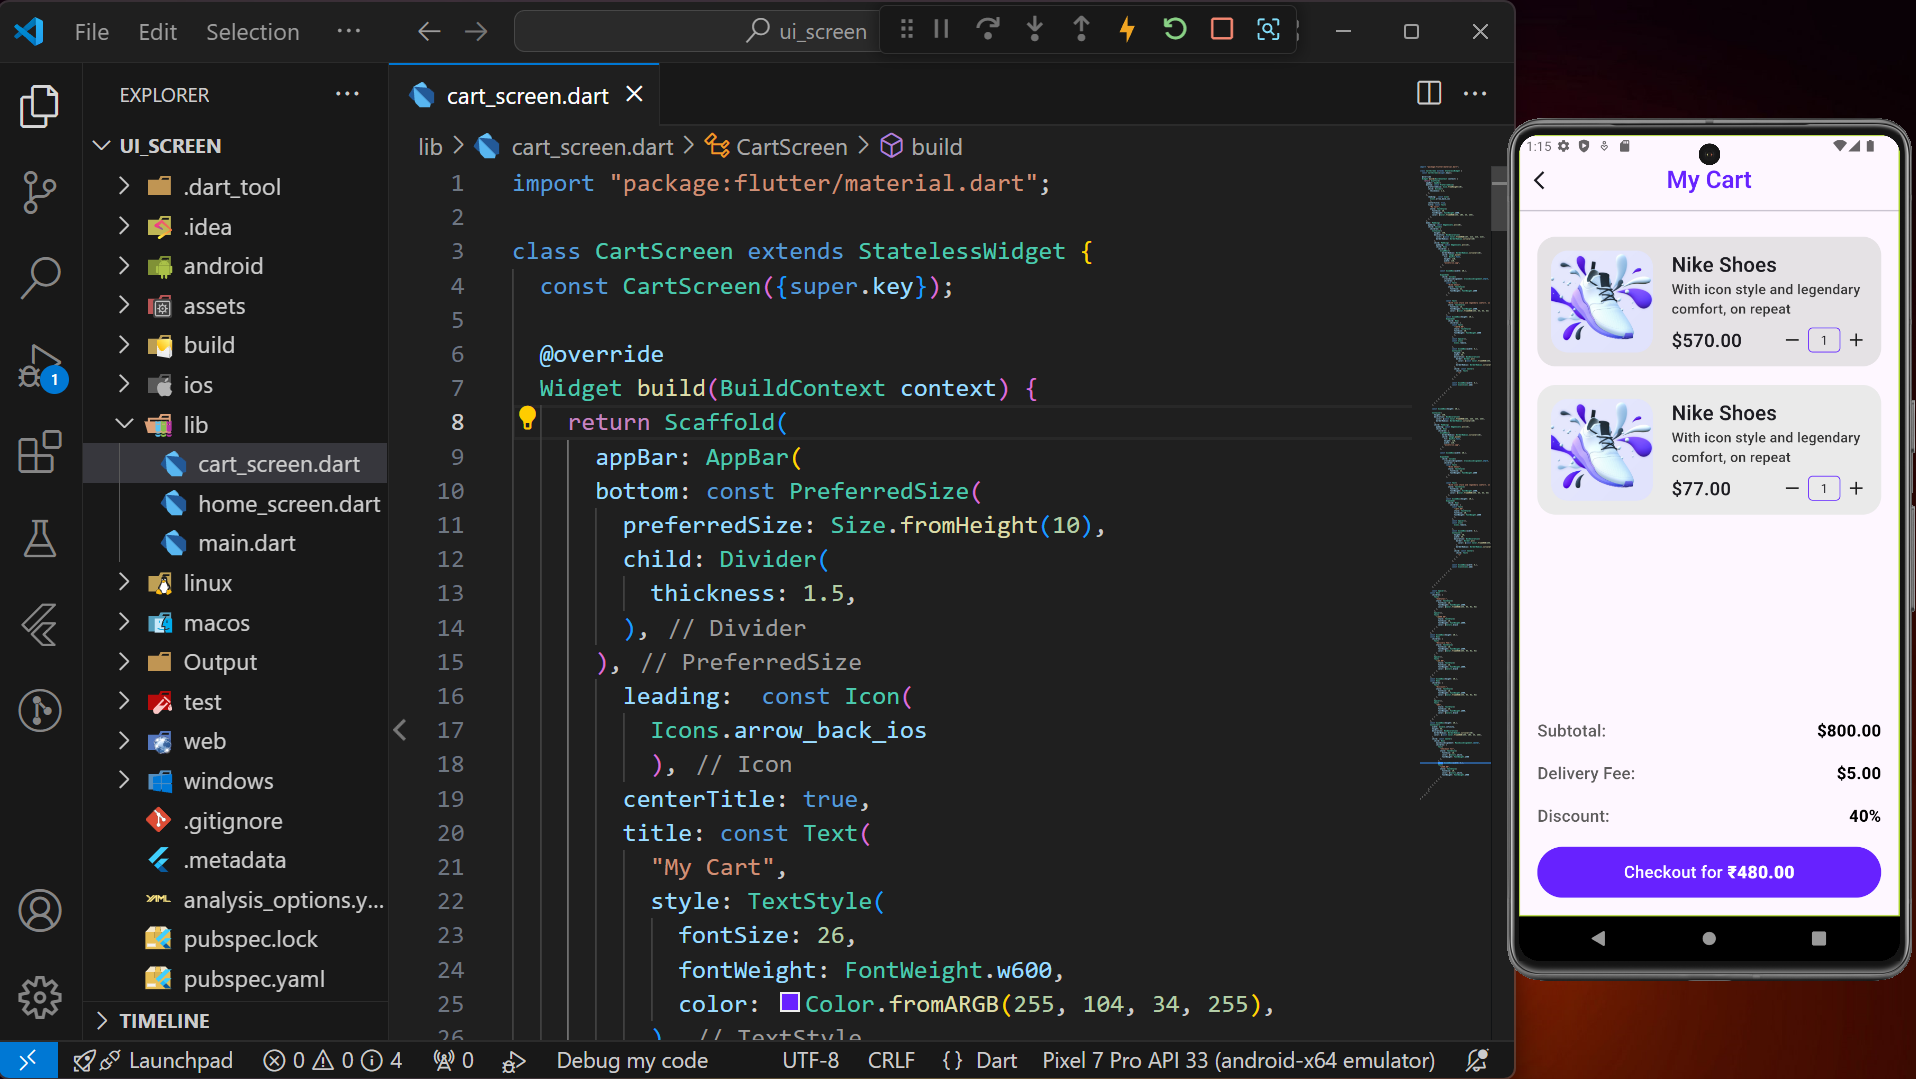 File Edit Selection ···
ui_screen
EXPLORER ···
UI_SCREEN
.dart_tool
.idea
android
assets
build
ios
lib
cart_screen.dart
home_screen.dart
main.dart
linux
macos
Output
test
web
windows
.gitignore
.metadata
analysis_options.y...
pubspec.lock
pubspec.yaml
TIMELINE
1
cart_screen.dart
lib > cart_screen.dart > CartScreen > build
1 import "package:flutter/material.dart";
2
3 class CartScreen extends StatelessWidget {
4 const CartScreen({super.key});
5
6 @override
7 Widget build(BuildContext context) {
8 return Scaffold(
9 appBar: AppBar(
10 bottom: const PreferredSize(
11 preferredSize: Size.fromHeight(10),
12 child: Divider(
13 thickness: 1.5,
14 ), // Divider
15 ), // PreferredSize
16 leading:  const Icon(
17 Icons.arrow_back_ios
18 ), // Icon
19 centerTitle: true,
20 title: const Text(
21 "My Cart",
22 style: TextStyle(
23 fontSize: 26,
24 fontWeight: FontWeight.w600,
25 color: Color.fromARGB(255, 104, 34, 255),
26 ) // TextStyle
Launchpad 0 0 4 0 Debug my code UTF-8 CRLF {} Dart Pixel 7 Pro API 33 (android-x64 emulator)
1:15
My Cart
Nike Shoes
With icon style and legendary
comfort, on repeat
$570.00 − 1 +
Nike Shoes
With icon style and legendary
comfort, on repeat
$77.00 − 1 +
Subtotal: $800.00
Delivery Fee: $5.00
Discount: 40%
Checkout for ₹480.00